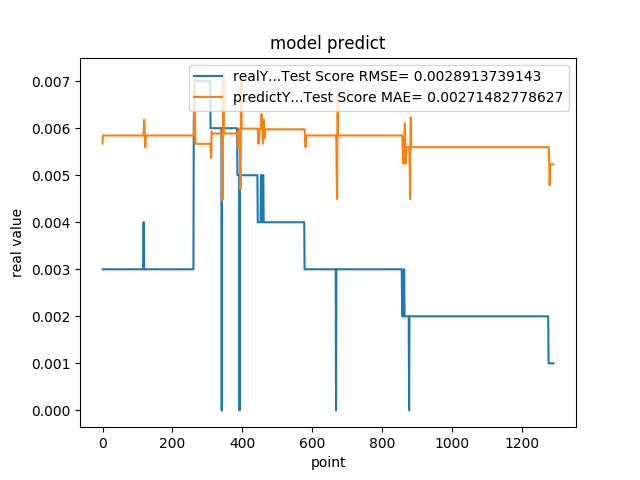 model predict
realY...Test Score RMSE= 0.0028913739143
predictY...Test Score MAE= 0.00271482778627
0.007
0.006
0.005
0.004
0.003
0.002
0.001
0.000
real value
0 200 400 600 800 1000 1200
point